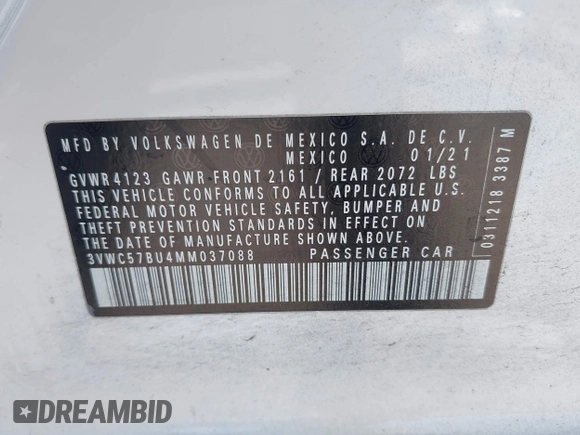 MFD BY VOLKSWAGEN DE MEXICO S.A. DE C.V.
MEXICO 01/21
GVWR 4123 GAWR-FRONT 2161 / REAR 2072 LBS
THIS VEHICLE CONFORMS TO ALL APPLICABLE U.S.
FEDERAL MOTOR VEHICLE SAFETY, BUMPER AND
THEFT PREVENTION STANDARDS IN EFFECT ON
THE DATE OF MANUFACTURE SHOWN ABOVE.
3VWC57BU4MM037088 PASSENGER CAR
0311218 3387 M
DREAMBID